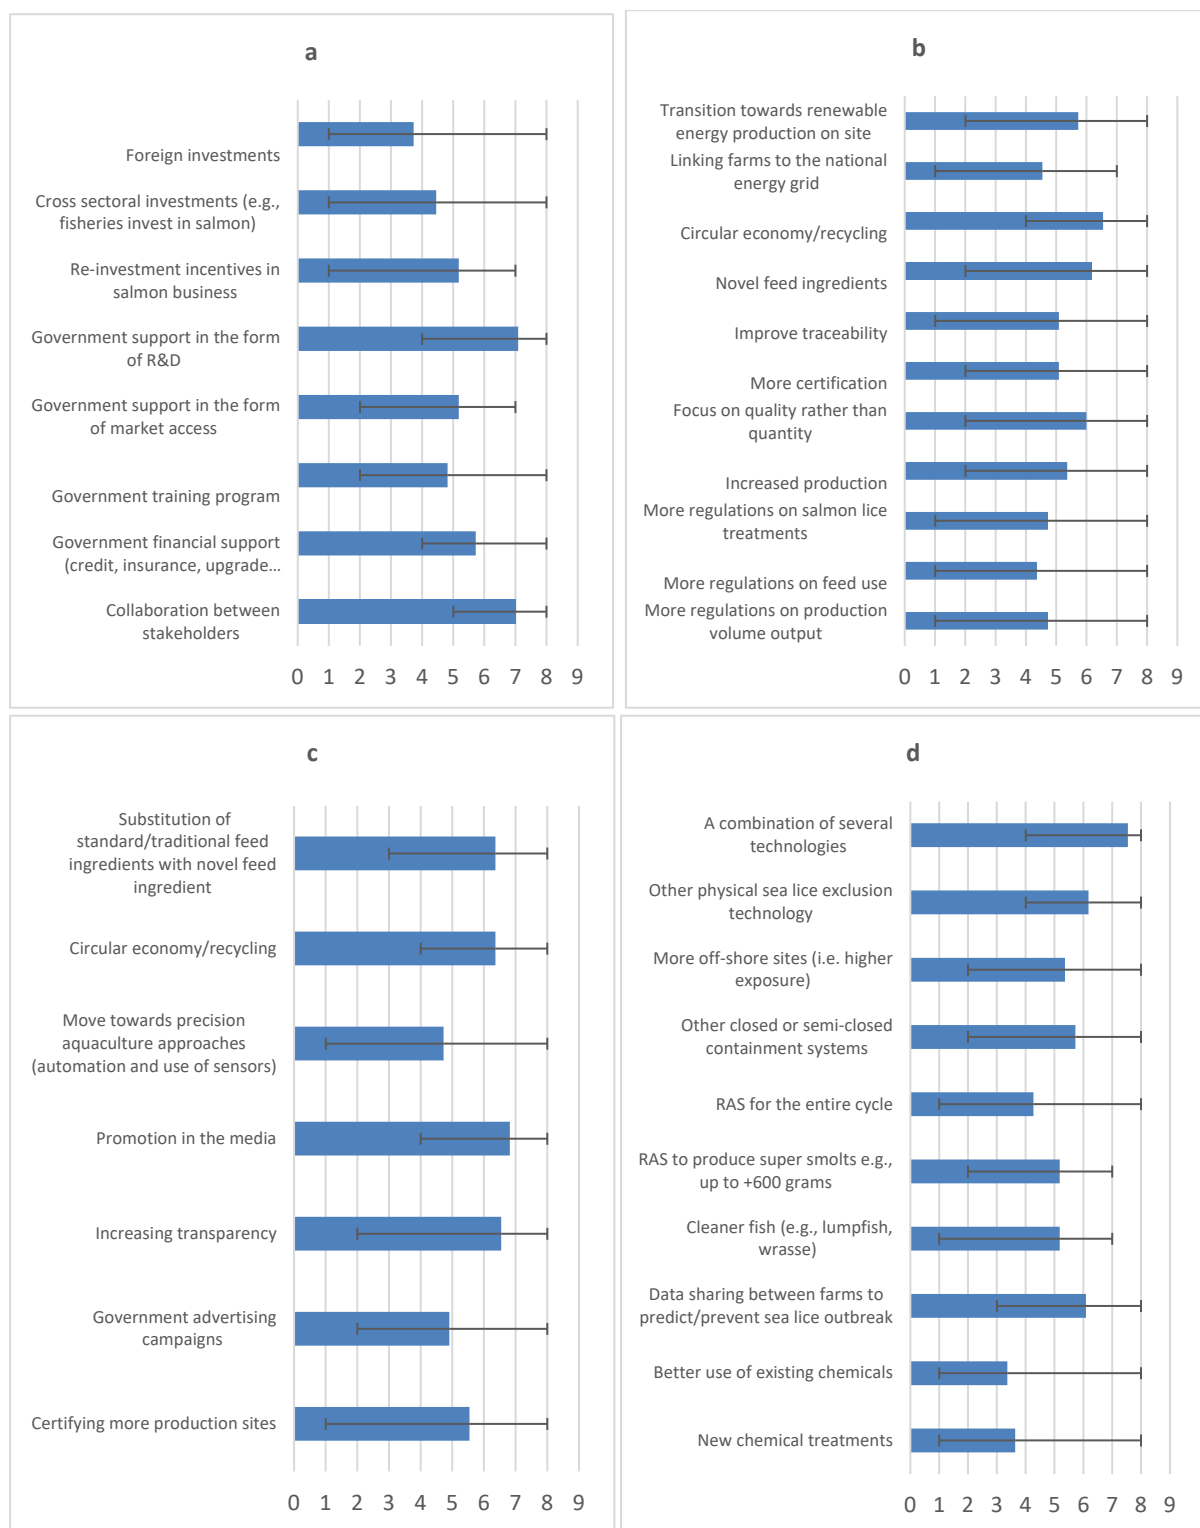 a
Foreign investments
Cross sectoral investments (e.g.,
fisheries invest in salmon)
Re-investment incentives in
salmon business
Government support in the form
of R&D
Government support in the form
of market access
Government training program
Government financial support
(credit, insurance, upgrade...
Collaboration between
stakeholders
0 1 2 3 4 5 6 7 8 9
b
Transition towards renewable
energy production on site
Linking farms to the national
energy grid
Circular economy/recycling
Novel feed ingredients
Improve traceability
More certification
Focus on quality rather than
quantity
Increased production
More regulations on salmon lice
treatments
More regulations on feed use
More regulations on production
volume output
0 1 2 3 4 5 6 7 8 9
c
Substitution of
standard/traditional feed
ingredients with novel feed
ingredient
Circular economy/recycling
Move towards precision
aquaculture approaches
(automation and use of sensors)
Promotion in the media
Increasing transparency
Government advertising
campaigns
Certifying more production sites
0 1 2 3 4 5 6 7 8 9
d
A combination of several
technologies
Other physical sea lice exclusion
technology
More off-shore sites (i.e. higher
exposure)
Other closed or semi-closed
containment systems
RAS for the entire cycle
RAS to produce super smolts e.g.,
up to +600 grams
Cleaner fish (e.g., lumpfish,
wrasse)
Data sharing between farms to
predict/prevent sea lice outbreak
Better use of existing chemicals
New chemical treatments
0 1 2 3 4 5 6 7 8 9